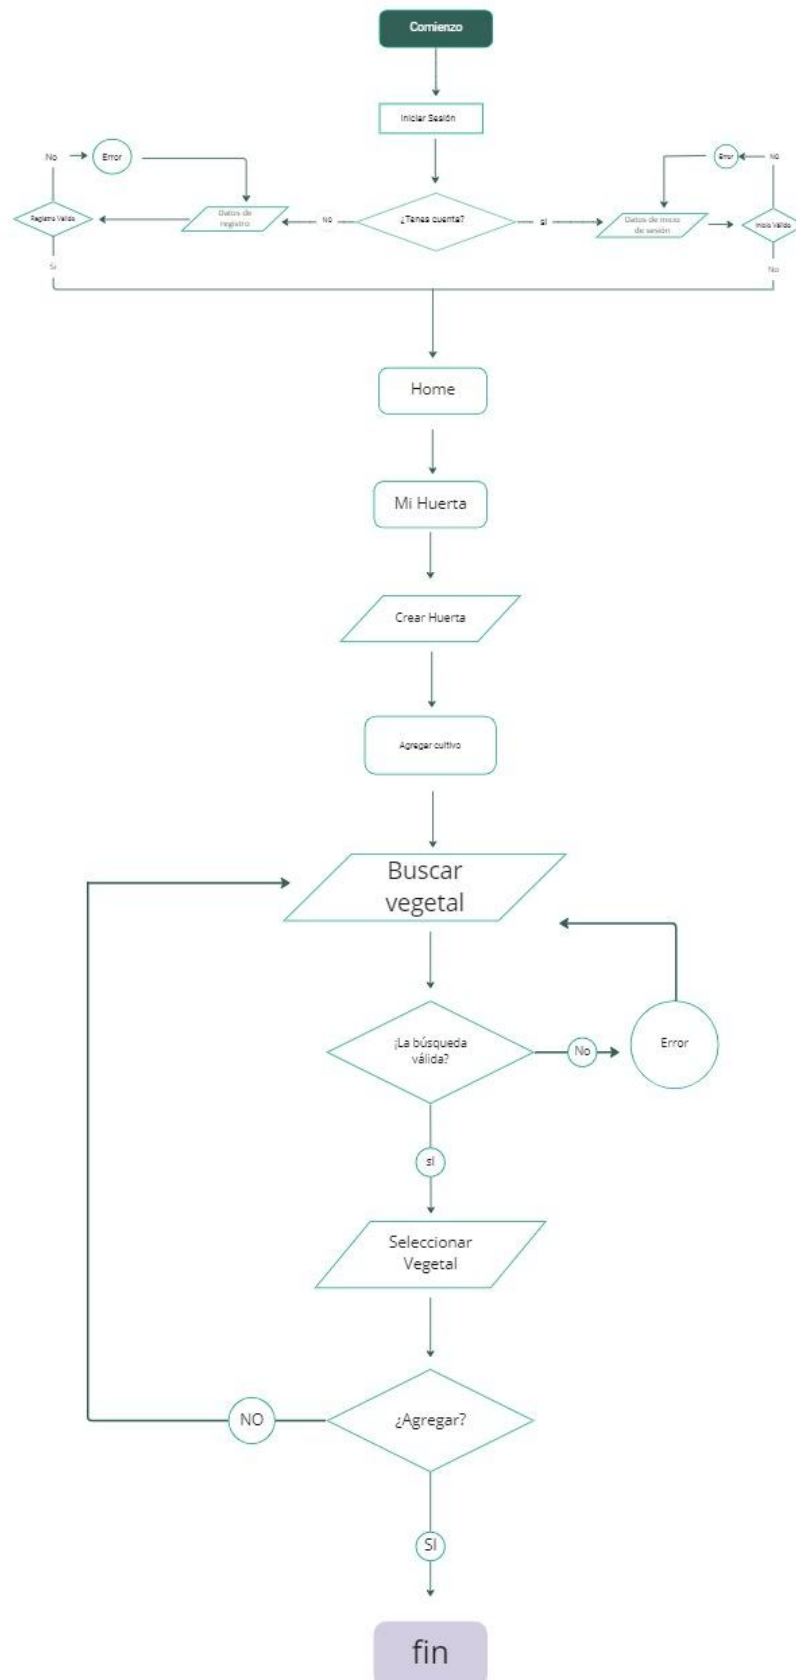 Comienzo
Iniciar Sesión
No
Error
Error
NO
Registro Válido
Datos de
registro
NO
¿Tenes cuenta?
SI
Datos de inicio
de sesión
Inicio Válido
Si
No
Home
Mi Huerta
Crear Huerta
Agregar cultivo
Buscar
vegetal
¡La búsqueda
válida?
No
Error
sI
Seleccionar
Vegetal
NO
¿Agregar?
SI
fin